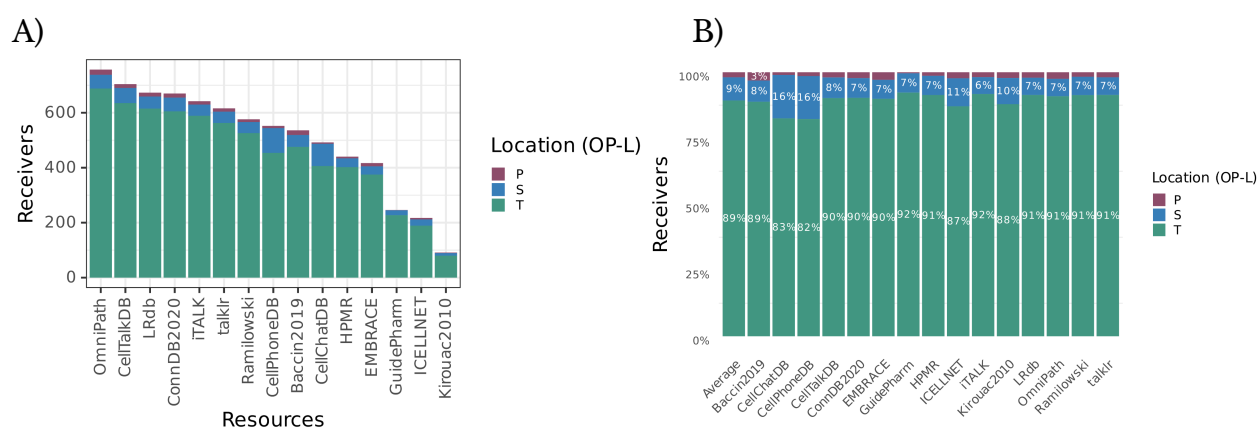 A)
Receivers
600
400
200
0
OmniPath
CellTalkDB
LRdb
ConnDB2020
iTALK
talklr
Ramilowski
CellPhoneDB
Baccin2019
CellChatDB
HPMR
EMBRACE
GuidePharm
ICELLNET
Kirouac2010
Resources
Location (OP-L)
P
S
T
B)
Receivers
100%
75%
50%
25%
0%
3%
9% 8% 16% 16% 8% 7% 7% 7% 7% 11% 6% 10% 7% 7% 7% 7%
89% 89% 83% 82% 90% 90% 90% 92% 91% 87% 92% 88% 91% 91% 91% 91%
Average
Baccin2019
CellChatDB
CellPhoneDB
CellTalkDB
ConnDB2020
EMBRACE
GuidePharm
HPMR
ICELLNET
iTALK
Kirouac2010
LRdb
OmniPath
Ramilowski
talklr
Location (OP-L)
P
S
T